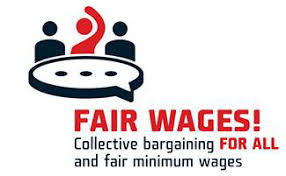 FAIR WAGES!
Collective bargaining FOR ALL
and fair minimum wages